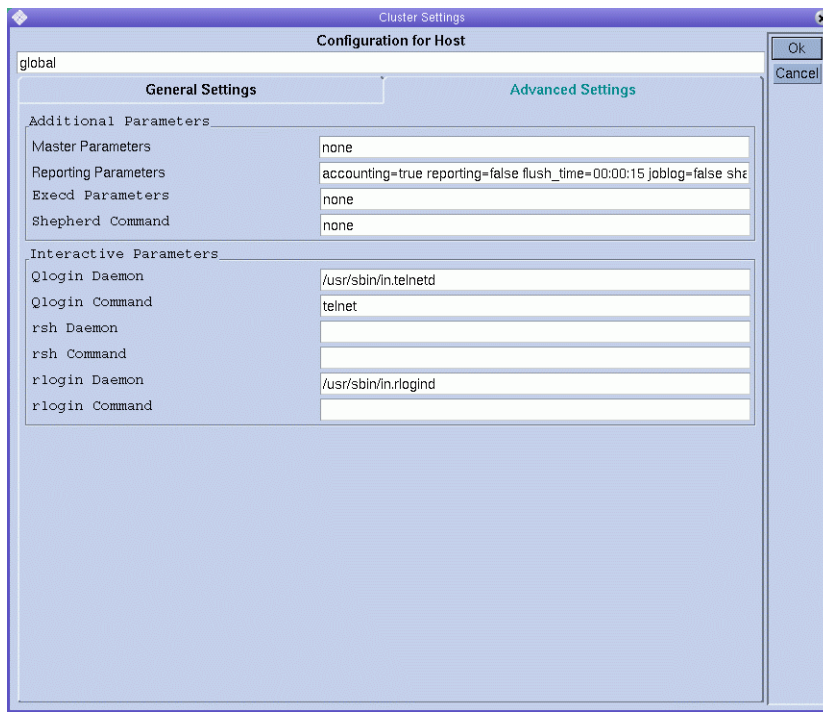 Cluster Settings
Configuration for Host
Ok
global
Cancel
General Settings Advanced Settings
Additional Parameters
Master Parameters none
Reporting Parameters accounting=true reporting=false flush_time=00:00:15 joblog=false sha
Execd Parameters none
Shepherd Command none
Interactive Parameters
Qlogin Daemon /usr/sbin/in.telnetd
Qlogin Command telnet
rsh Daemon
rsh Command
rlogin Daemon /usr/sbin/in.rlogind
rlogin Command